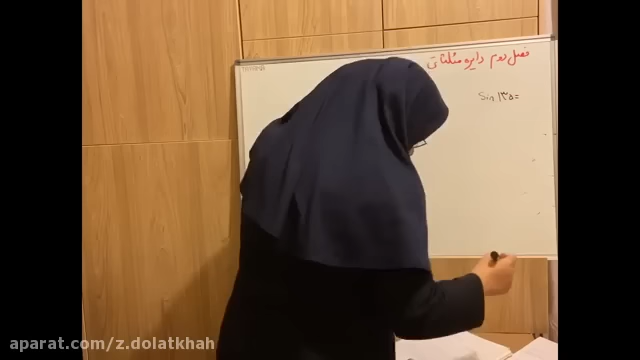 فصل دوم دایره مثلثاتی
Sin ۱۳۵=
aparat.com/z.dolatkhah